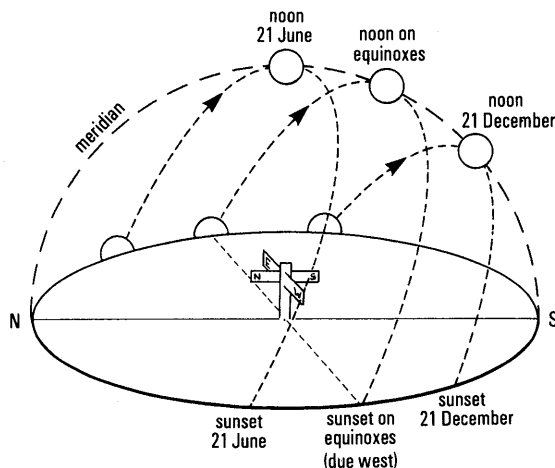 noon
21 June
noon on
equinoxes
noon
21 December
meridian
E
N
S
W
N
S
sunset
21 June
sunset on
equinoxes
(due west)
sunset
21 December